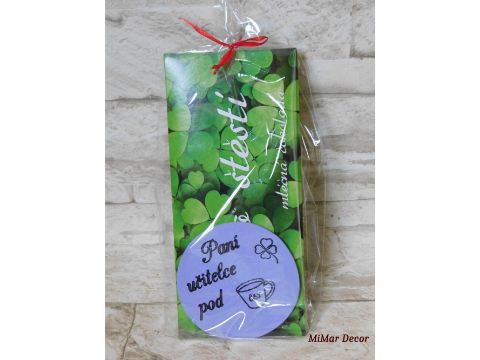 štěstí
mléčná čokoláda
Paní
učitelce
pod
MiMar Decor